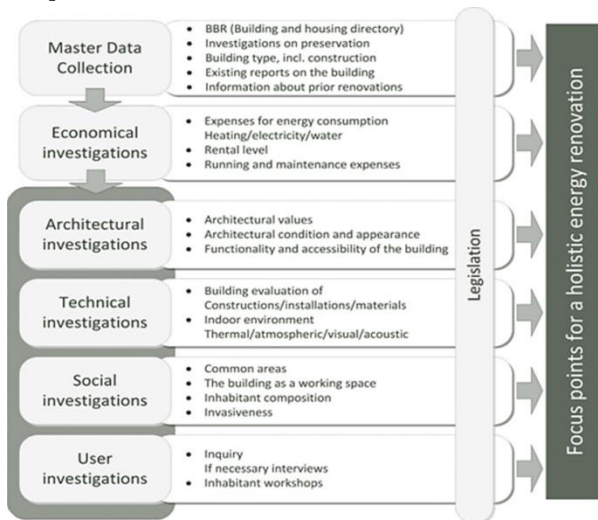 Master Data
Collection
BBR (Building and housing directory)
Investigations on preservation
Building type, incl. construction
Existing reports on the building
Information about prior renovations
Economical
investigations
Expenses for energy consumption
Heating/electricity/water
Rental level
Running and maintenance expenses
Architectural
investigations
Architectural values
Architectural condition and appearance
Functionality and accessibility of the building
Technical
investigations
Building evaluation of
Constructions/installations/materials
Indoor environment
Thermal/atmospheric/visual/acoustic
Social
investigations
Common areas
The building as a working space
Inhabitant composition
Invasiveness
User
investigations
Inquiry
If necessary interviews
Inhabitant workshops
Legislation
Focus points for a holistic energy renovation